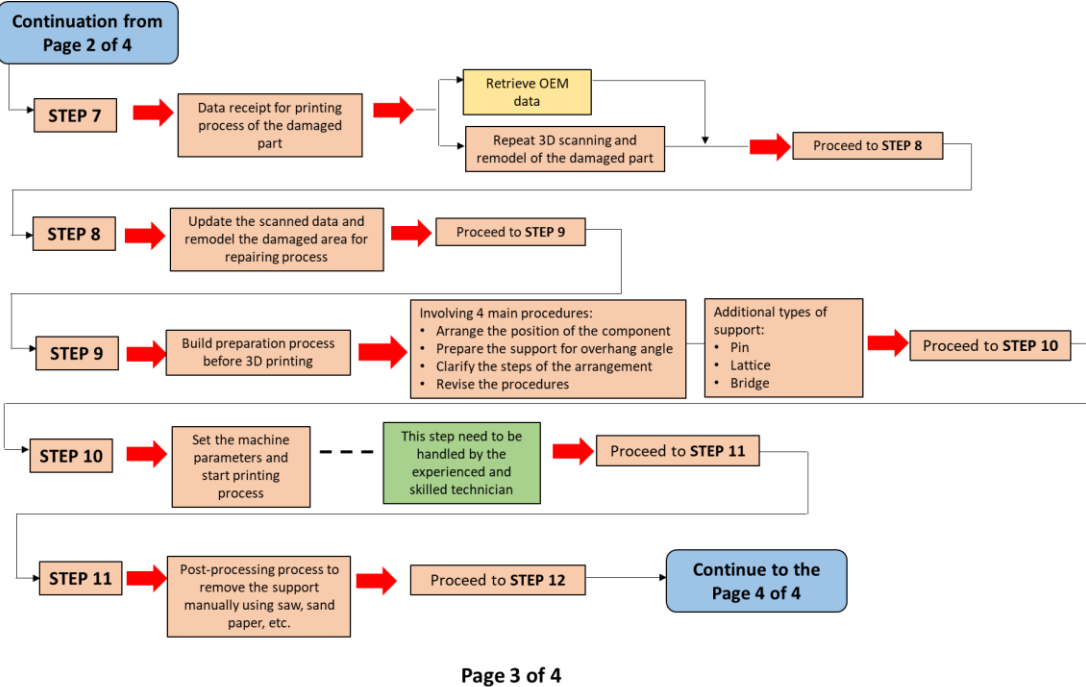 Continuation from
Page 2 of 4
STEP 7
Data receipt for printing
process of the damaged
part
Retrieve OEM
data
Repeat 3D scanning and
remodel of the damaged part
Proceed to STEP 8
STEP 8
Update the scanned data and
remodel the damaged area for
repairing process
Proceed to STEP 9
STEP 9
Build preparation process
before 3D printing
Involving 4 main procedures:
• Arrange the position of the component
• Prepare the support for overhang angle
• Clarify the steps of the arrangement
• Revise the procedures
Additional types of
support:
• Pin
• Lattice
• Bridge
Proceed to STEP 10
STEP 10
Set the machine
parameters and
start printing
process
This step need to be
handled by the
experienced and
skilled technician
Proceed to STEP 11
STEP 11
Post-processing process to
remove the support
manually using saw, sand
paper, etc.
Proceed to STEP 12
Continue to the
Page 4 of 4
Page 3 of 4